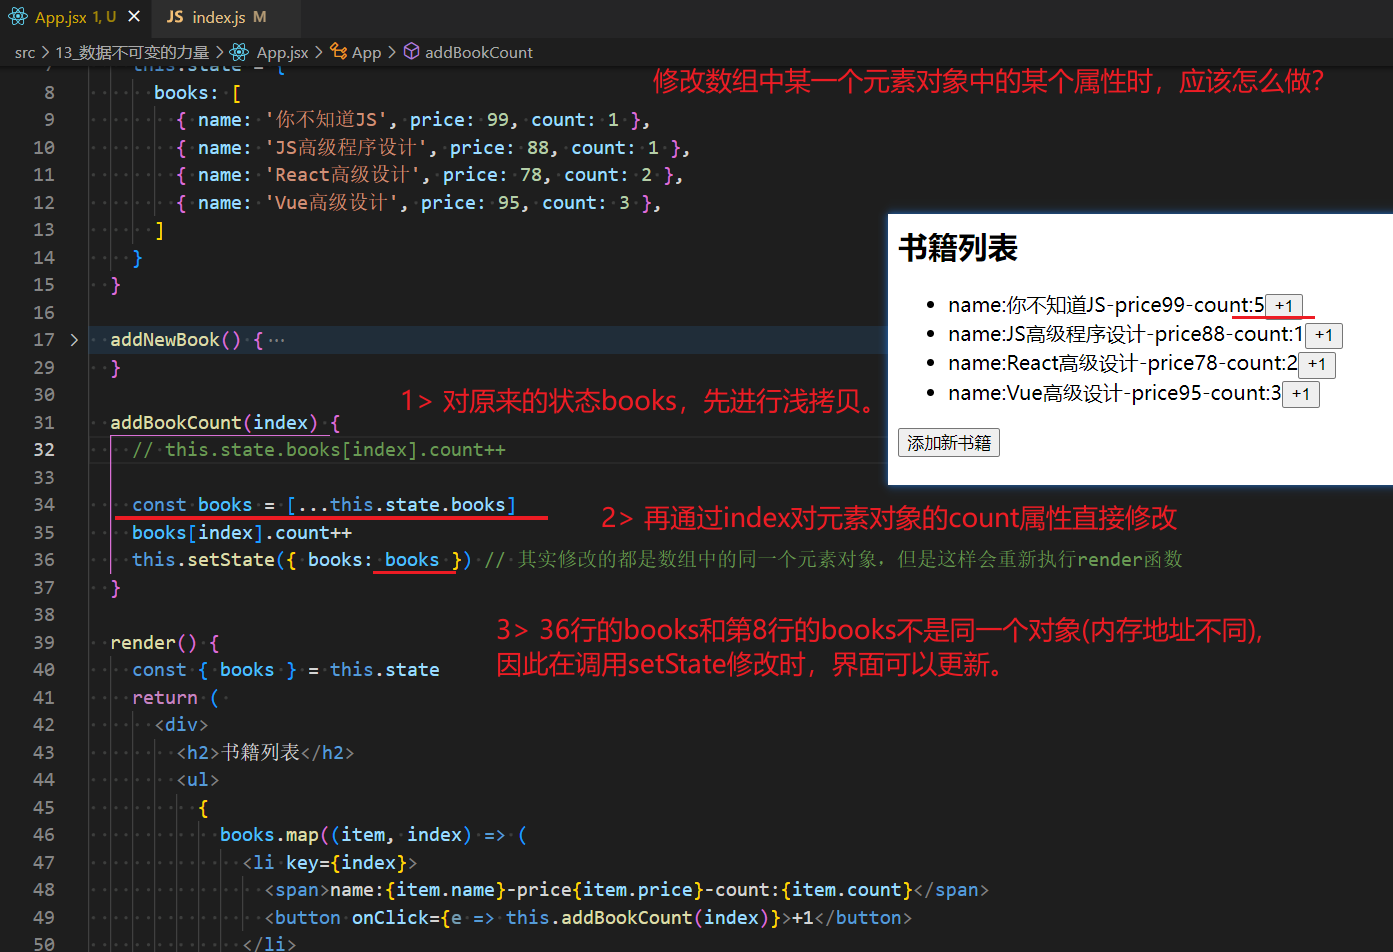 App.jsx 1, U
JS index.js M
src > 13_数据不可变的力量 > App.jsx > App > addBookCount
修改数组中某一个元素对象中的某个属性时，应该怎么做？
7 this.state = {
8 books: [
9 { name: '你不知道JS', price: 99, count: 1 },
10 { name: 'JS高级程序设计', price: 88, count: 1 },
11 { name: 'React高级设计', price: 78, count: 2 },
12 { name: 'Vue高级设计', price: 95, count: 3 },
13 ]
14 }
15 }
16
17 addNewBook() { ⋯
29 }
30
1> 对原来的状态books，先进行浅拷贝。
31 addBookCount(index) {
32 // this.state.books[index].count++
33
34 const books = [...this.state.books]
2> 再通过index对元素对象的count属性直接修改
35 books[index].count++
36 this.setState({ books: books }) // 其实修改的都是数组中的同一个元素对象，但是这样会重新执行render函数
37 }
38
3> 36行的books和第8行的books不是同一个对象(内存地址不同),
因此在调用setState修改时，界面可以更新。
39 render() {
40 const { books } = this.state
41 return (
42 <div>
43 <h2>书籍列表</h2>
44 <ul>
45 {
46 books.map((item, index) => (
47 <li key={index}>
48 <span>name:{item.name}-price{item.price}-count:{item.count}</span>
49 <button onClick={e => this.addBookCount(index)}>+1</button>
50 </li>
书籍列表
name:你不知道JS-price99-count:5 +1
name:JS高级程序设计-price88-count:1 +1
name:React高级设计-price78-count:2 +1
name:Vue高级设计-price95-count:3 +1
添加新书籍